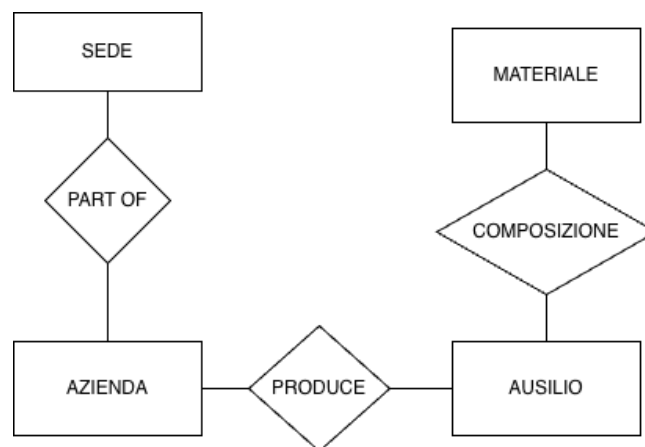 SEDE
MATERIALE
PART OF
COMPOSIZIONE
AZIENDA
PRODUCE
AUSILIO